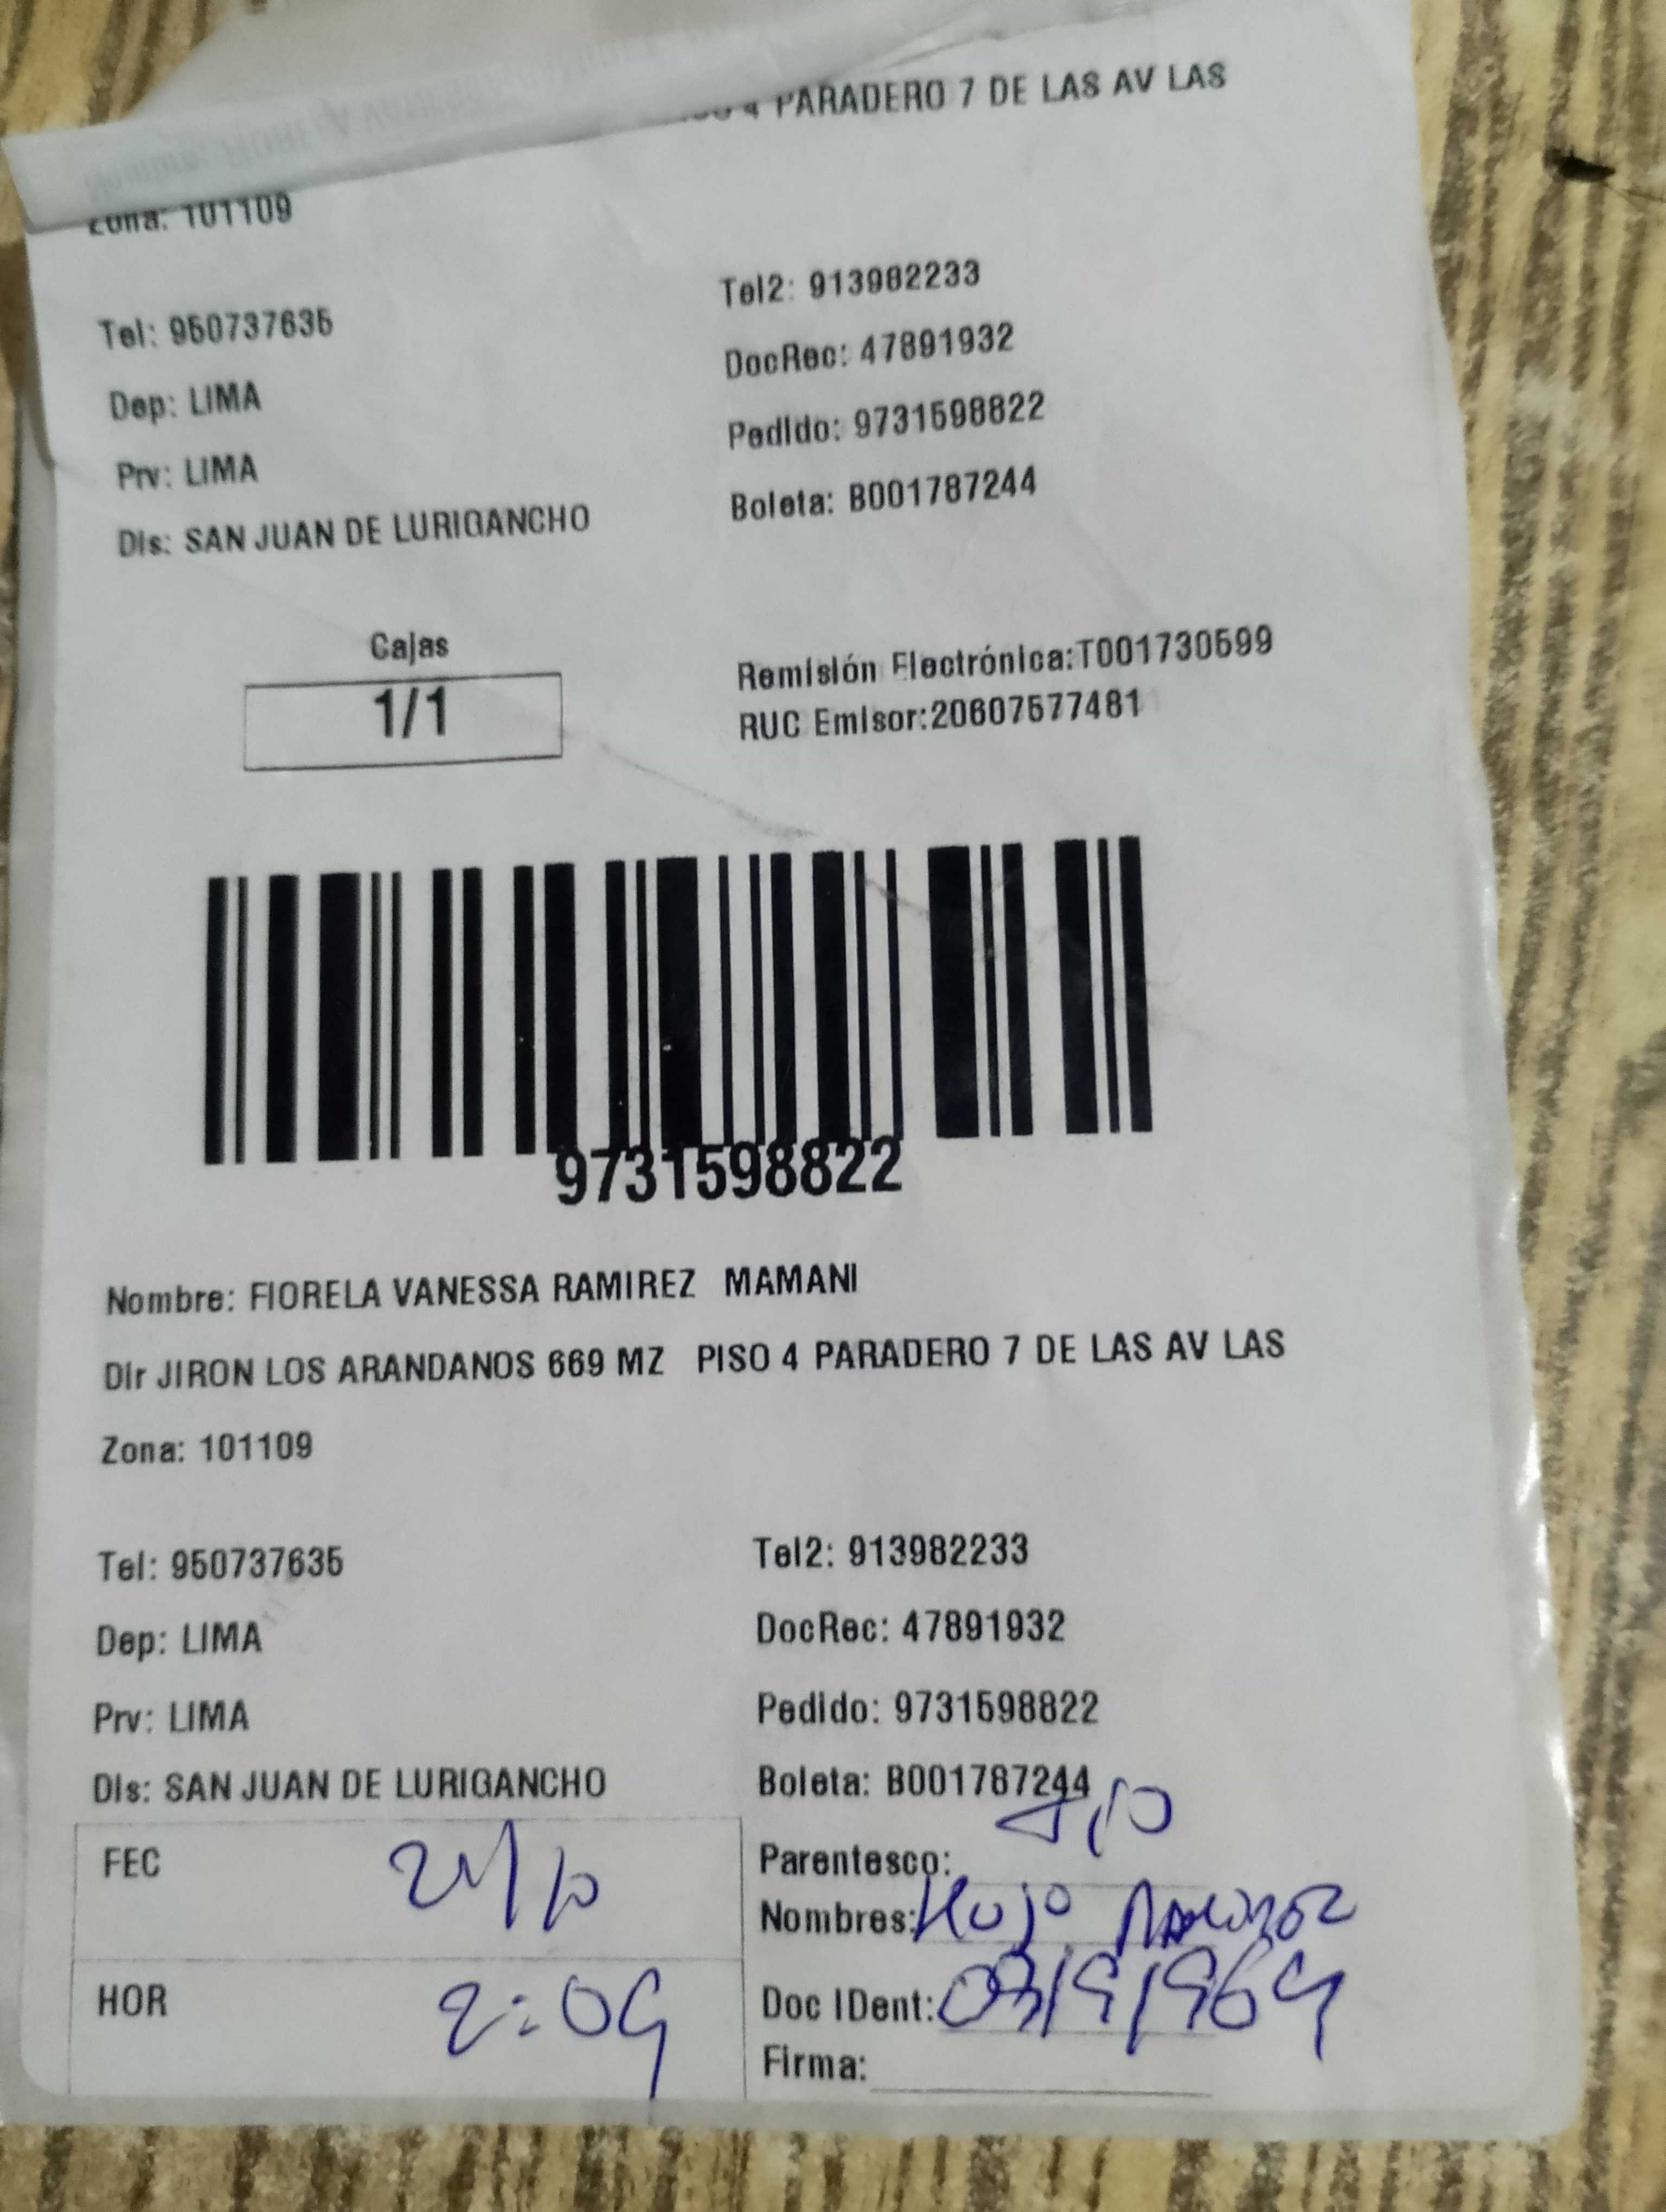 4 PARADERO 7 DE LAS AV LAS
Zona: 101109
Tel: 950737635 Tel2: 913982233
Dep: LIMA DocRec: 47891932
Prv: LIMA Pedido: 9731598822
Dis: SAN JUAN DE LURIGANCHO Boleta: B001787244
Cajas
1/1
Remisión Electrónica:T001730599
RUC Emisor:20607577481
9731598822
Nombre: FIORELA VANESSA RAMIREZ MAMANI
Dir JIRON LOS ARANDANOS 669 MZ PISO 4 PARADERO 7 DE LAS AV LAS
Zona: 101109
Tel: 950737635 Tel2: 913982233
Dep: LIMA DocRec: 47891932
Prv: LIMA Pedido: 9731598822
Dis: SAN JUAN DE LURIGANCHO Boleta: B001787244
FEC
Parentesco:
Nombres:
HOR 2:09
Doc IDent:
Firma: